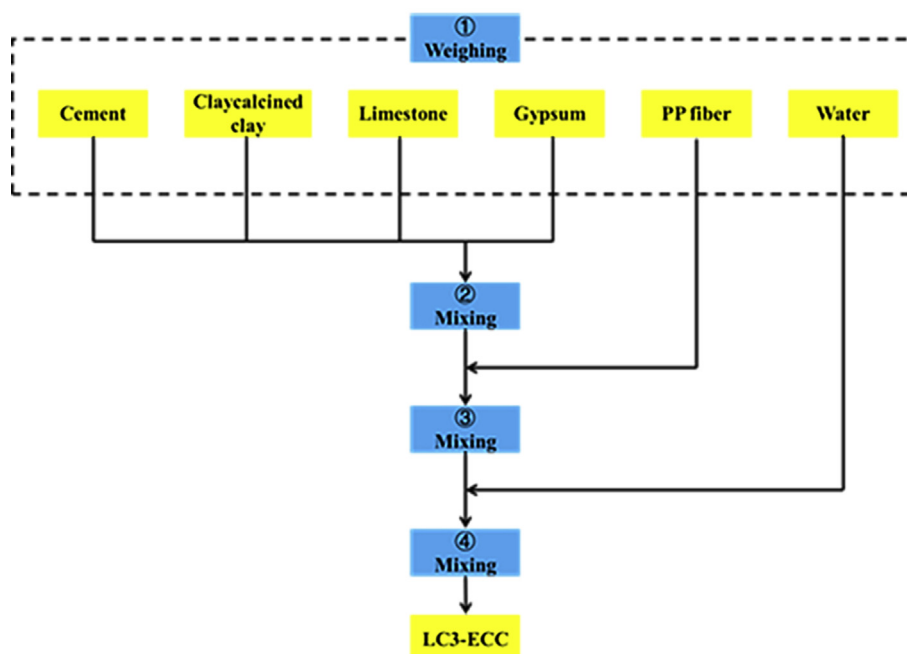 ①
Weighing
Cement
Claycalcined
clay
Limestone
Gypsum
PP fiber
Water
②
Mixing
③
Mixing
④
Mixing
LC3-ECC